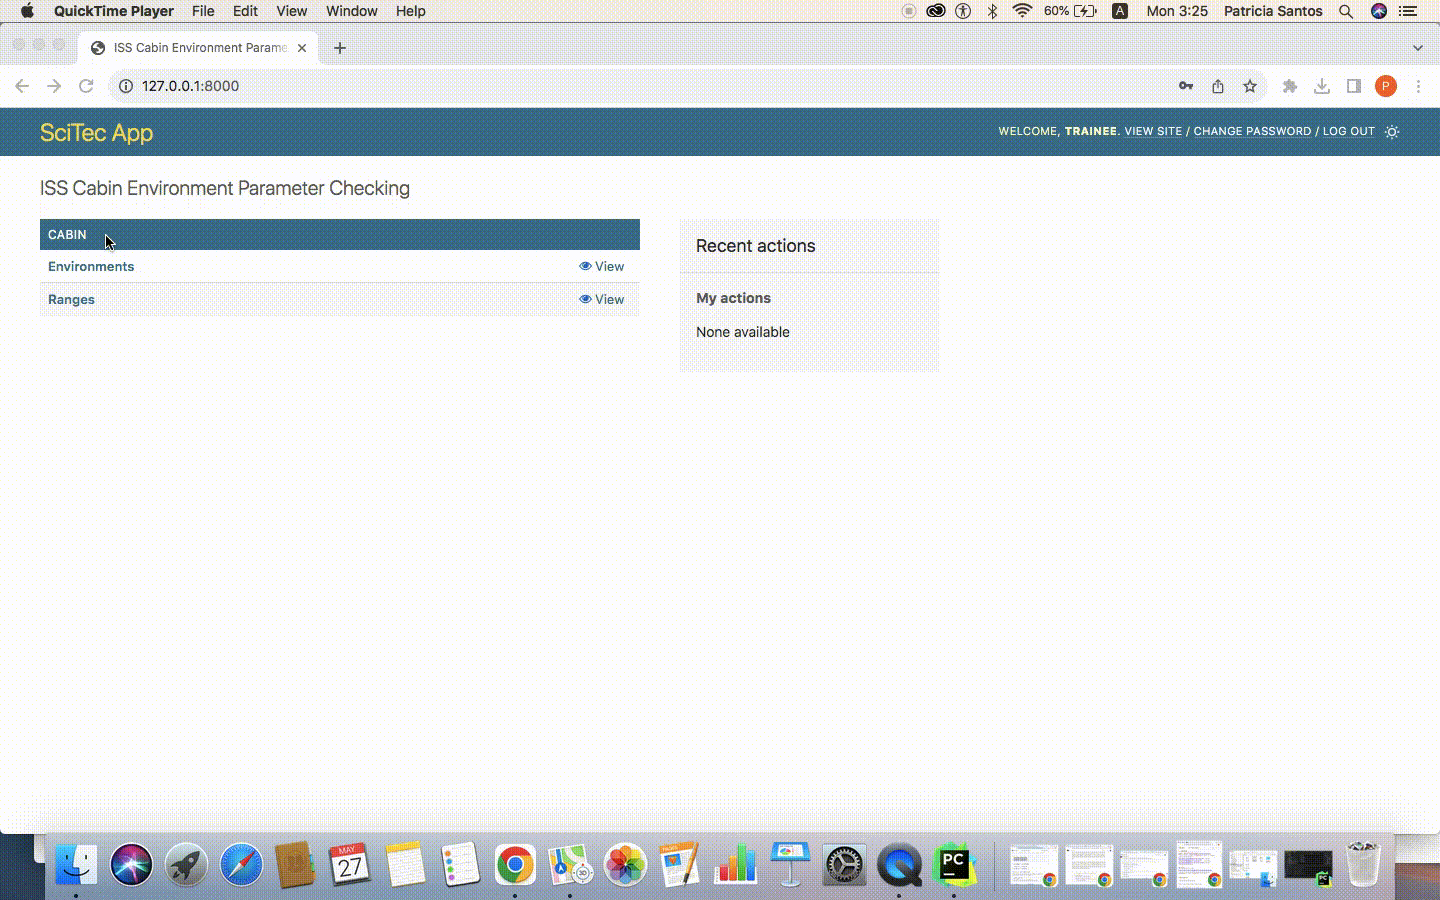 QuickTime Player File Edit View Window Help 60% A Mon 3:25 Patricia Santos
ISS Cabin Environment Parame
127.0.0.1:8000
P
SciTec App
WELCOME, TRAINEE. VIEW SITE / CHANGE PASSWORD / LOG OUT
ISS Cabin Environment Parameter Checking
CABIN
Environments View
Ranges View
Recent actions
My actions
None available
MAY
27
3D
PC